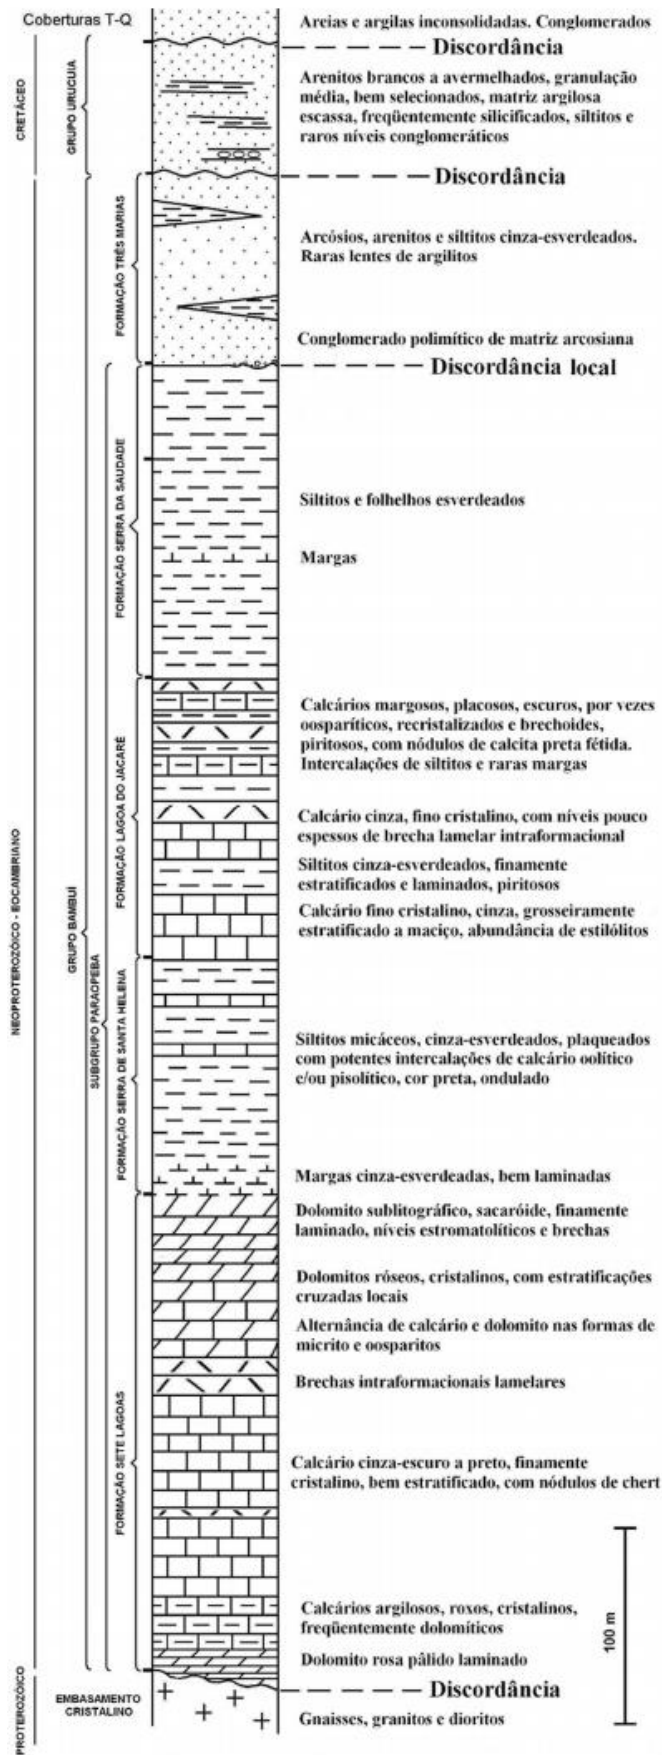 Coberturas T-Q
Areias e argilas inconsolidadas. Conglomerados
Discordância
CRETÁCEO
GRUPO URUCUIA
Arenitos brancos a avermelhados, granulação
média, bem selecionados, matriz argilosa
escassa, freqüentemente silicificados, siltitos e
raros níveis conglomeráticos
Discordância
NEOPROTEROZÓICO - EOCAMBRIANO
GRUPO BAMBUÍ
FORMAÇÃO TRÊS MARIAS
Arcósios, arenitos e siltitos cinza-esverdeados.
Raras lentes de argilitos
Conglomerado polimítico de matriz arcosiana
Discordância local
SUBGRUPO PARAOPEBA
FORMAÇÃO SERRA DA SAUDADE
Siltitos e folhelhos esverdeados
Margas
FORMAÇÃO LAGOA DO JACARÉ
Calcários margosos, placosos, escuros, por vezes
oosparíticos, recristalizados e brechoides,
piritosos, com nódulos de calcita preta fétida.
Intercalações de siltitos e raras margas
Calcário cinza, fino cristalino, com níveis pouco
espessos de brecha lamelar intraformacional
Siltitos cinza-esverdeados, finamente
estratificados e laminados, piritosos
Calcário fino cristalino, cinza, grosseiramente
estratificado a maciço, abundância de estilólitos
FORMAÇÃO SERRA DE SANTA HELENA
Siltitos micáceos, cinza-esverdeados, plaqueados
com potentes intercalações de calcário oolítico
e/ou pisolítico, cor preta, ondulado
Margas cinza-esverdeadas, bem laminadas
FORMAÇÃO SETE LAGOAS
Dolomito sublitográfico, sacaróide, finamente
laminado, níveis estromatolíticos e brechas
Dolomitos róseos, cristalinos, com estratificações
cruzadas locais
Alternância de calcário e dolomito nas formas de
micrito e oosparitos
Brechas intraformacionais lamelares
Calcário cinza-escuro a preto, finamente
cristalino, bem estratificado, com nódulos de chert
Calcários argilosos, roxos, cristalinos,
freqüentemente dolomíticos
Dolomito rosa pálido laminado
100 m
Discordância
PROTEROZÓICO
EMBASAMENTO
CRISTALINO
Gnaisses, granitos e dioritos